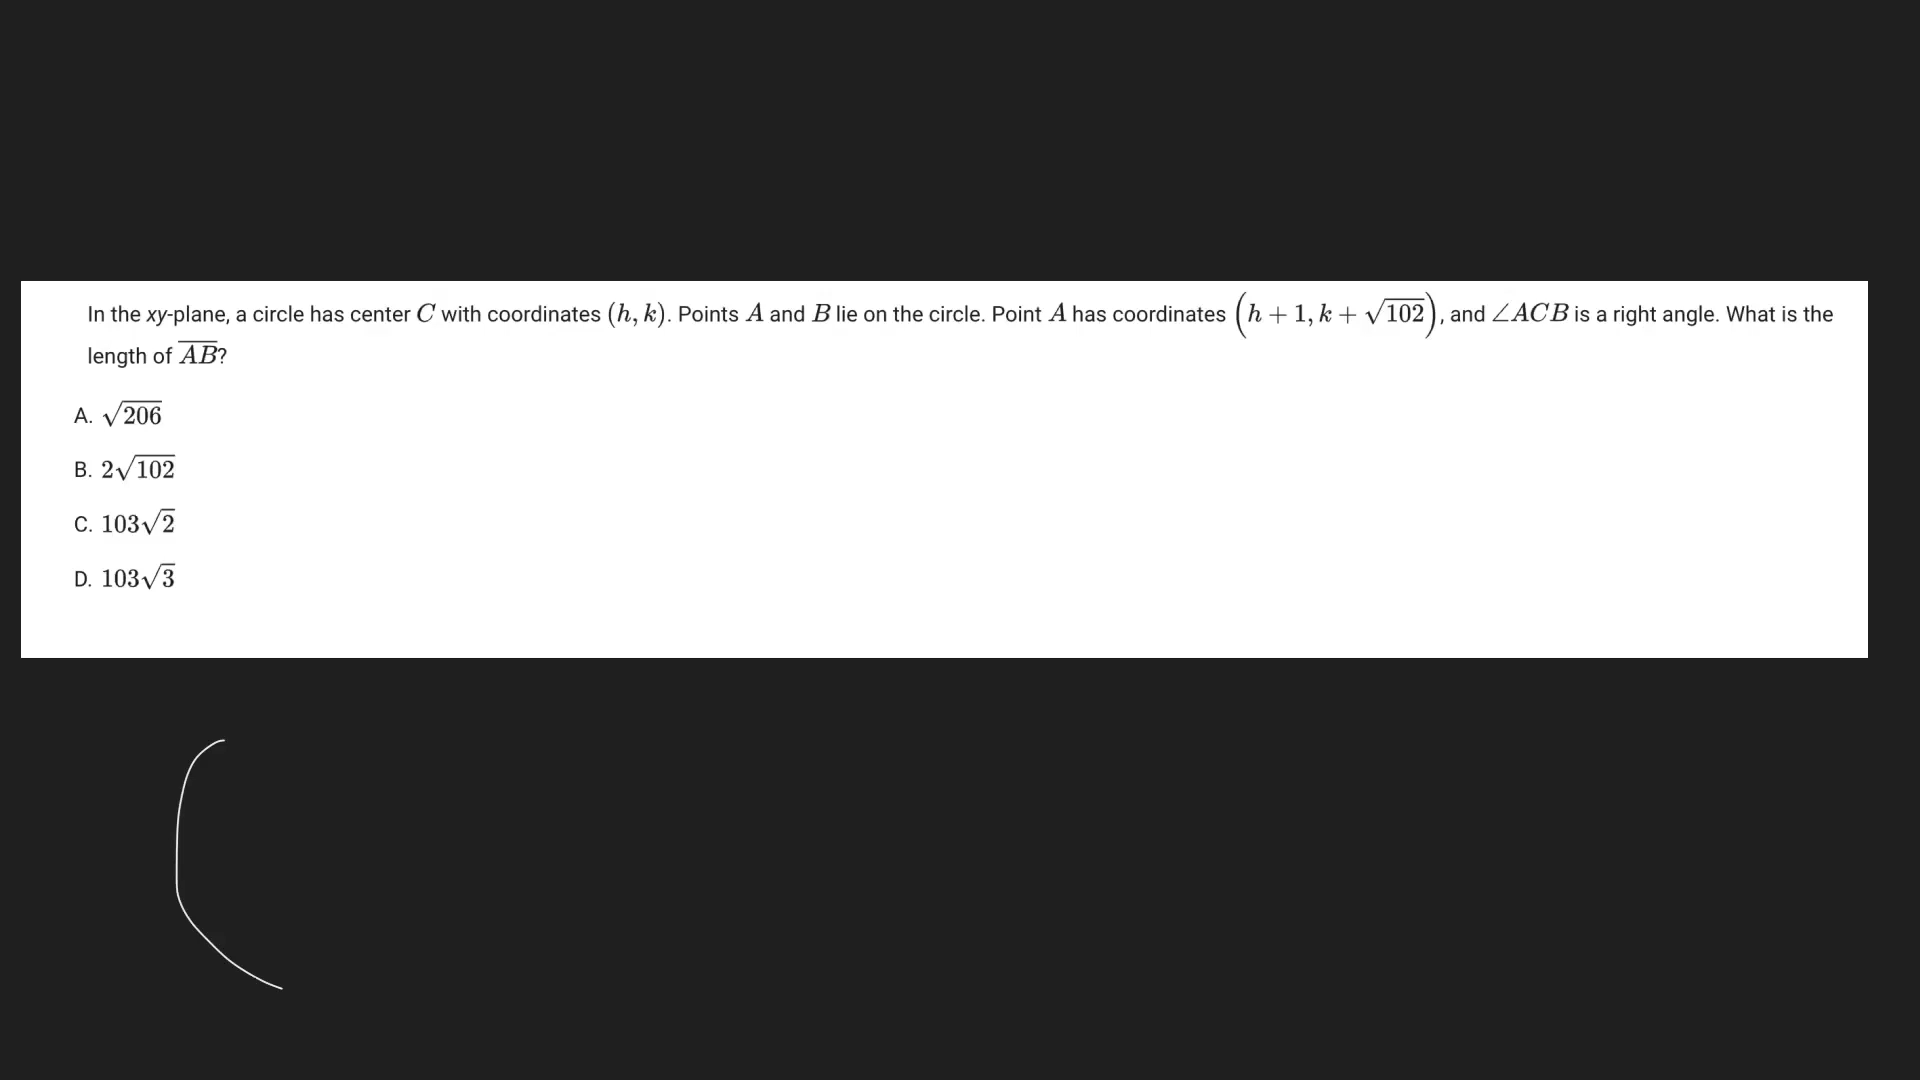 In the xy-plane, a circle has center C with coordinates (h, k). Points A and B lie on the circle. Point A has coordinates (h + 1, k + √102), and ∠ACB is a right angle. What is the
length of A̅B̅?
A. √206
B. 2√102
C. 103√2
D. 103√3